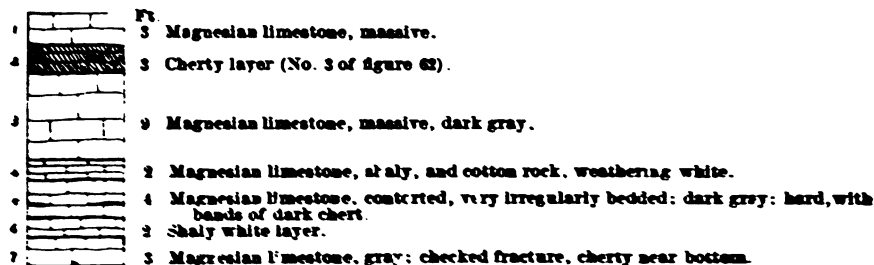 Ft.
1 3 Magnesian limestone, massive.
2 3 Cherty layer (No. 3 of figure 62).
3 9 Magnesian limestone, massive, dark gray.
4 2 Magnesian limestone, shaly, and cotton rock, weathering white.
5 4 Magnesian limestone, contorted, very irregularly bedded; dark gray; hard, with
bands of dark chert.
6 2 Shaly white layer.
7 3 Magnesian limestone, gray; checked fracture, cherty near bottom.